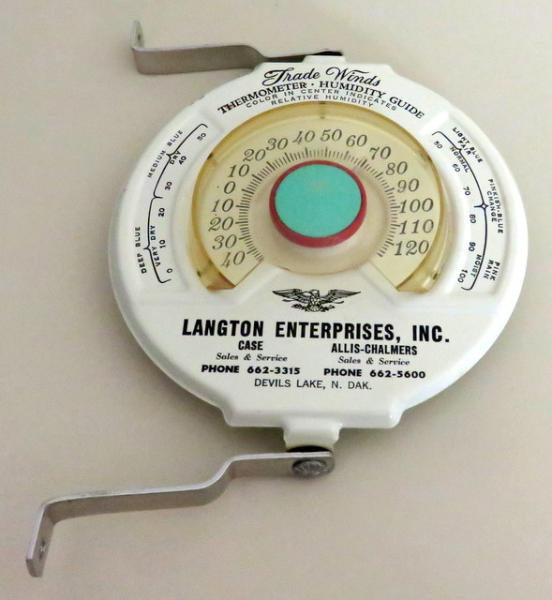 Trade Winds
THERMOMETER · HUMIDITY GUIDE
COLOR IN CENTER INDICATES
RELATIVE HUMIDITY
40 30 20 10 0 10 20 30 40 50 60 70 80 90 100 110 120
DEEP BLUE MEDIUM BLUE
VERY DRY DRY
0 10 20 30 40 50
LIGHT BLUE PINKISH-BLUE PINK
FAIR CHANGE RAIN
NORMAL MOIST
50 60 70 80 90 100
LANGTON ENTERPRISES, INC.
CASE ALLIS-CHALMERS
Sales & Service Sales & Service
PHONE 662-3315 PHONE 662-5600
DEVILS LAKE, N. DAK.